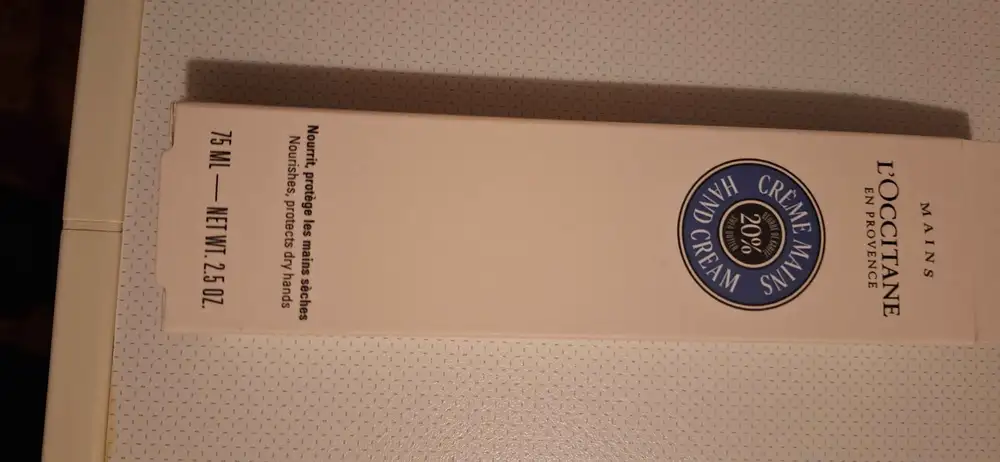 MAINS
L'OCCITANE
EN PROVENCE
CRÈME MAINS
20%
HAND CREAM
Nourrit, protège les mains sèches
Nourishes, protects dry hands
75 ML — NET WT. 2.5 OZ.